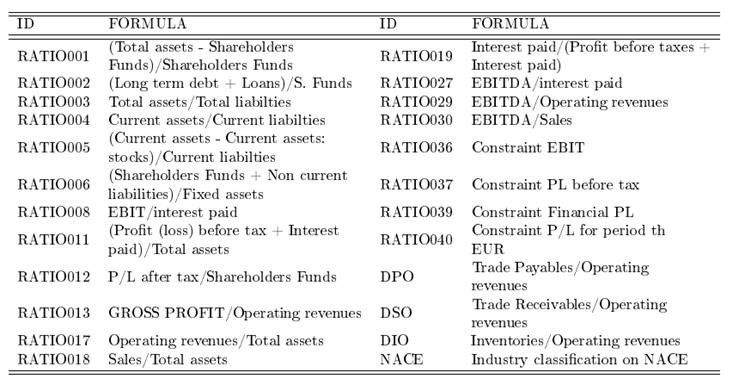 ID FORMULA ID FORMULA
RATIO001 (Total assets - Shareholders Funds)/Shareholders Funds RATIO019 Interest paid/(Profit before taxes + Interest paid)
RATIO002 (Long term debt + Loans)/S. Funds RATIO027 EBITDA/interest paid
RATIO003 Total assets/Total liabilties RATIO029 EBITDA/Operating revenues
RATIO004 Current assets/Current liabilties RATIO030 EBITDA/Sales
RATIO005 (Current assets - Current assets: stocks)/Current liabilties RATIO036 Constraint EBIT
RATIO006 (Shareholders Funds + Non current liabilities)/Fixed assets RATIO037 Constraint PL before tax
RATIO008 EBIT/interest paid RATIO039 Constraint Financial PL
RATIO011 (Profit (loss) before tax + Interest paid)/Total assets RATIO040 Constraint P/L for period th EUR
RATIO012 P/L after tax/Shareholders Funds DPO Trade Payables/Operating revenues
RATIO013 GROSS PROFIT/Operating revenues DSO Trade Receivables/Operating revenues
RATIO017 Operating revenues/Total assets DIO Inventories/Operating revenues
RATIO018 Sales/Total assets NACE Industry classification on NACE